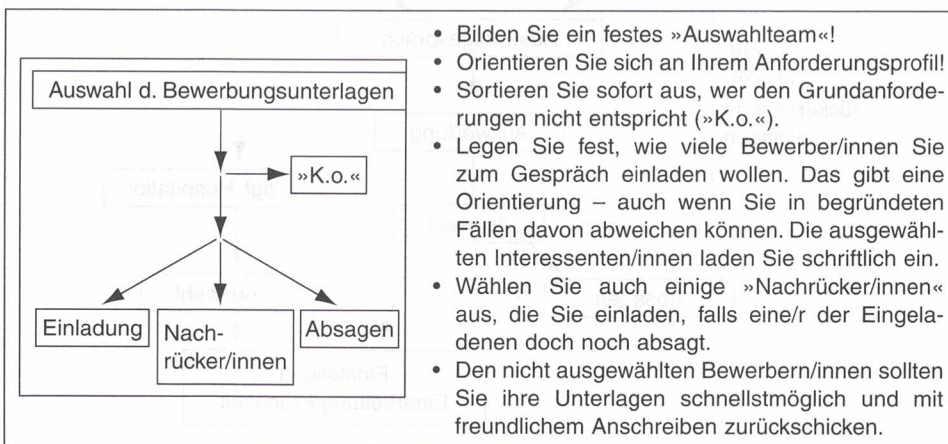 Auswahl d. Bewerbungsunterlagen
»K.o.«
Einladung
Nach-
rücker/innen
Absagen
• Bilden Sie ein festes »Auswahlteam«!
• Orientieren Sie sich an Ihrem Anforderungsprofil!
• Sortieren Sie sofort aus, wer den Grundanforde-
rungen nicht entspricht (»K.o.«).
• Legen Sie fest, wie viele Bewerber/innen Sie
zum Gespräch einladen wollen. Das gibt eine
Orientierung – auch wenn Sie in begründeten
Fällen davon abweichen können. Die ausgewähl-
ten Interessenten/innen laden Sie schriftlich ein.
• Wählen Sie auch einige »Nachrücker/innen«
aus, die Sie einladen, falls eine/r der Eingela-
denen doch noch absagt.
• Den nicht ausgewählten Bewerbern/innen sollten
Sie ihre Unterlagen schnellstmöglich und mit
freundlichem Anschreiben zurückschicken.